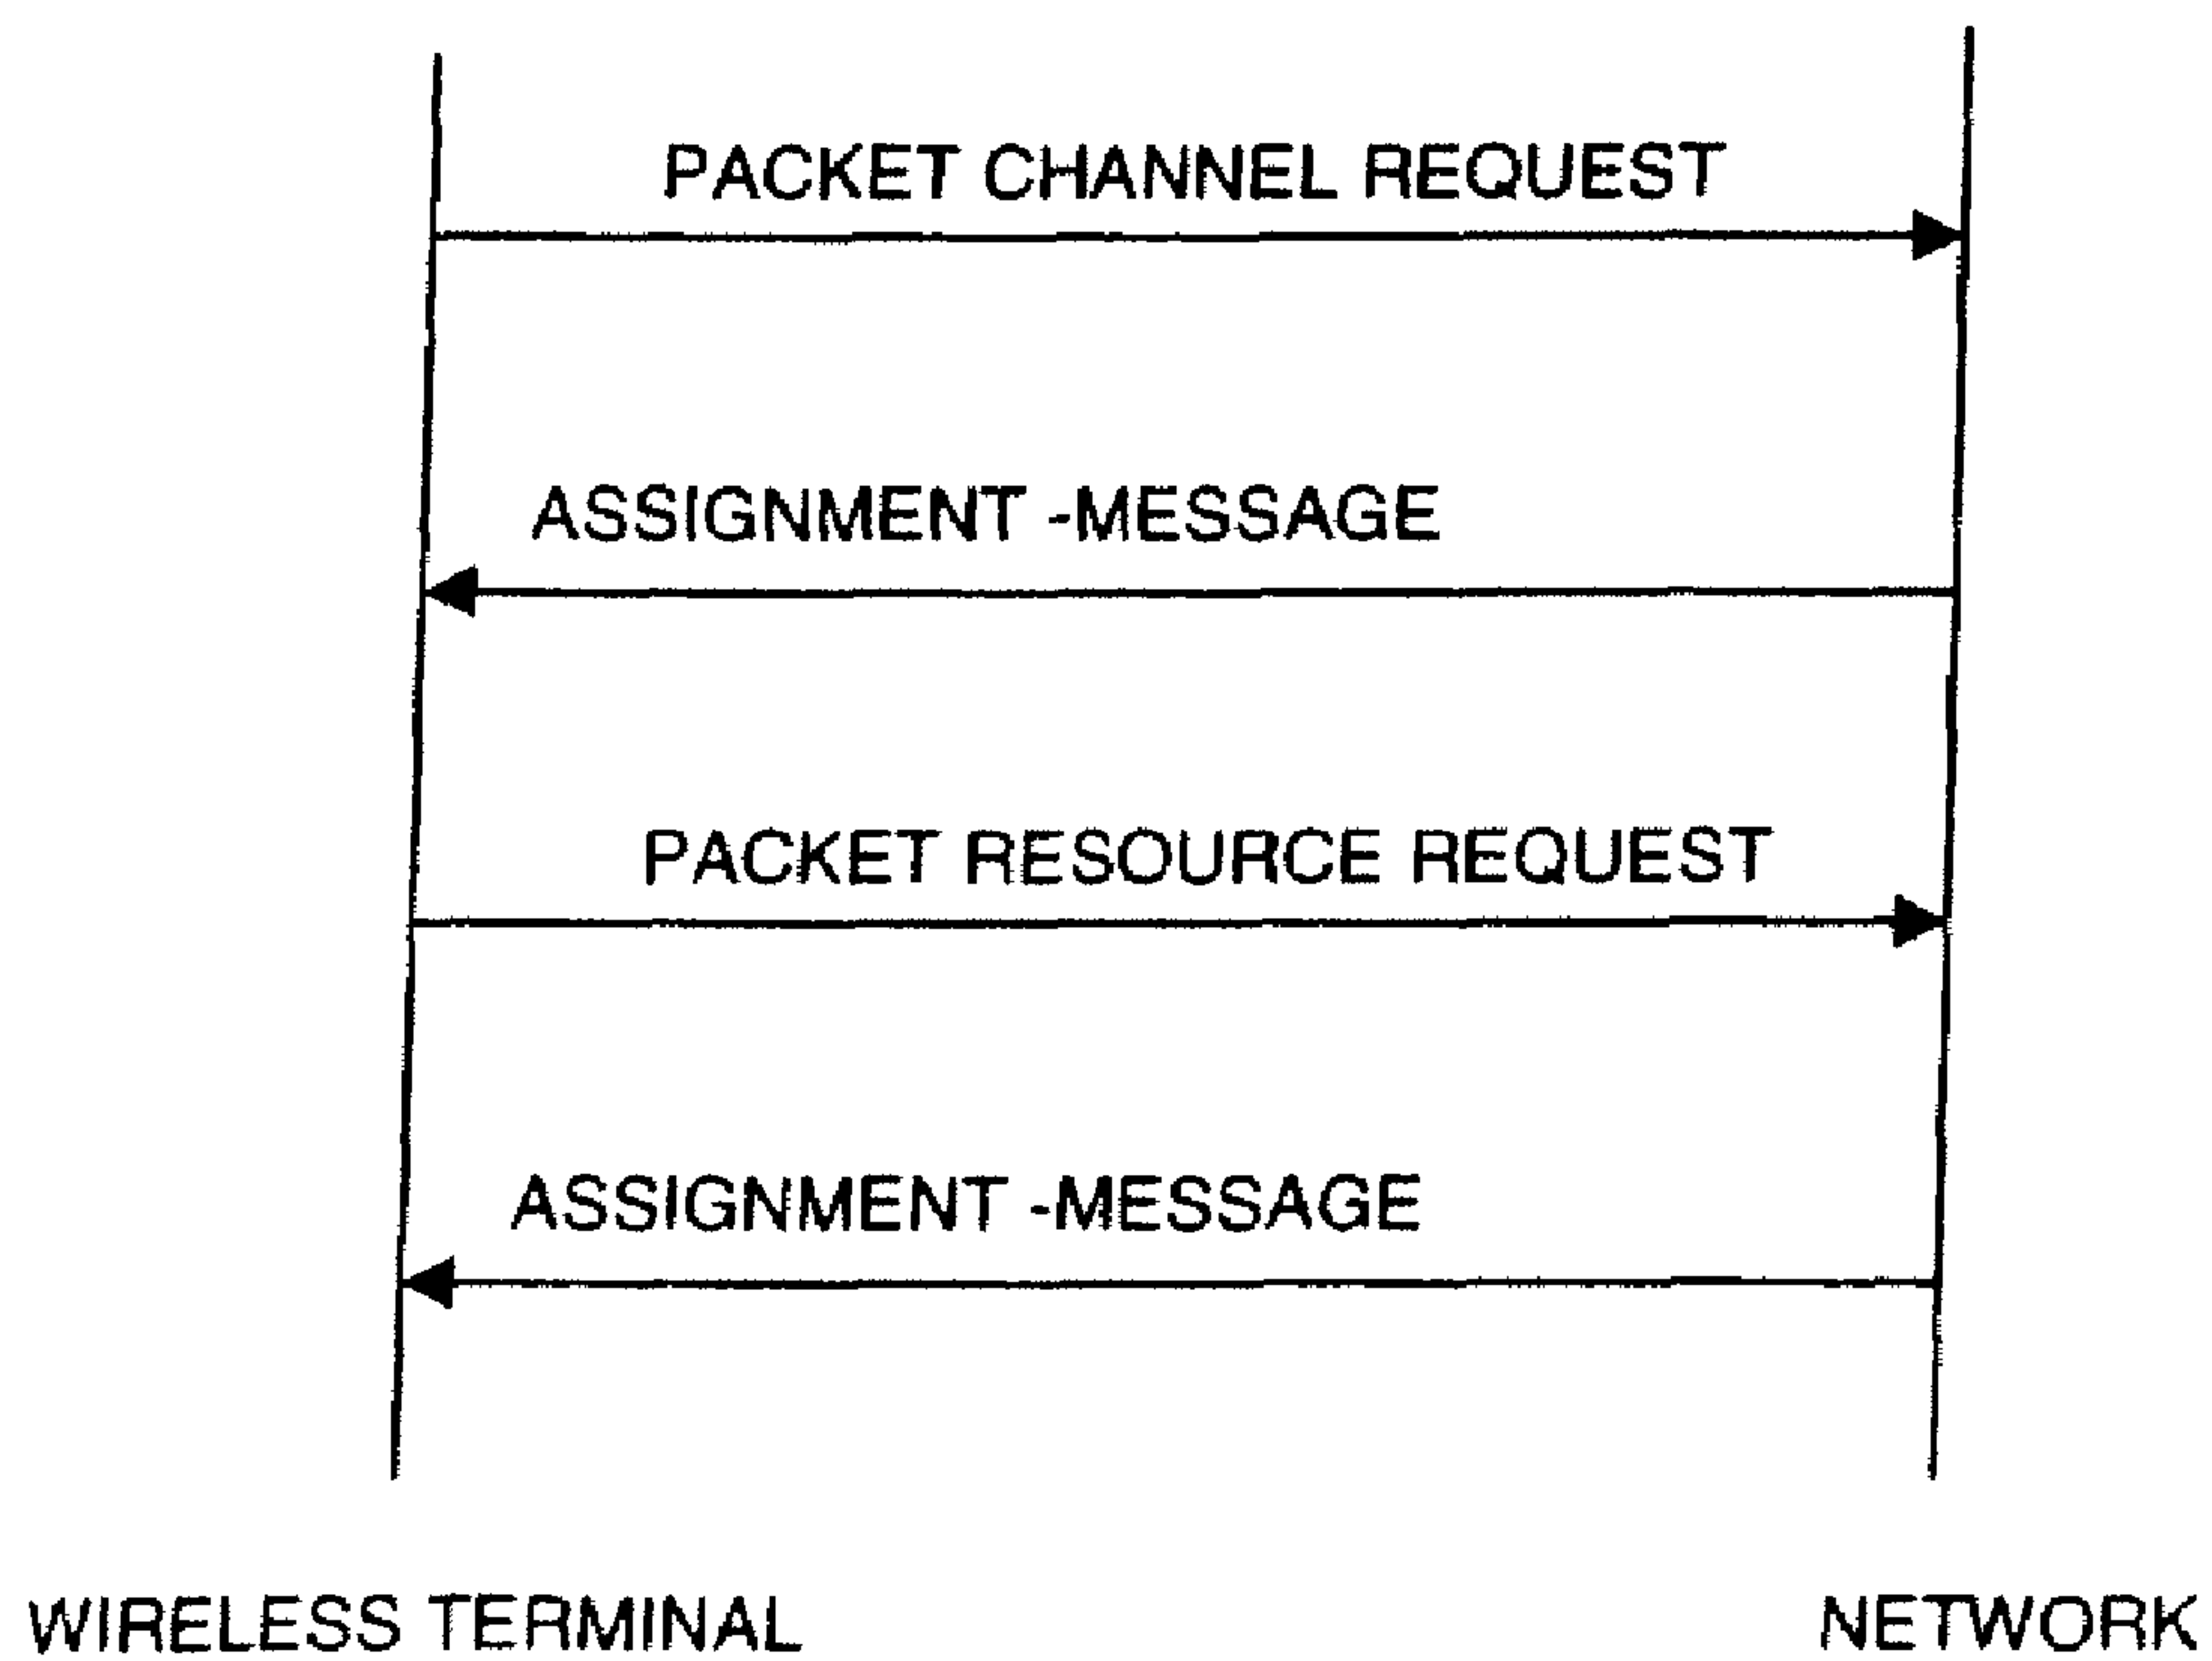 PACKET CHANNEL REQUEST
ASSIGNMENT -MESSAGE
PACKET RESOURCE REQUEST
ASSIGNMENT -MESSAGE
WIRELESS TERMINAL
NETWORK